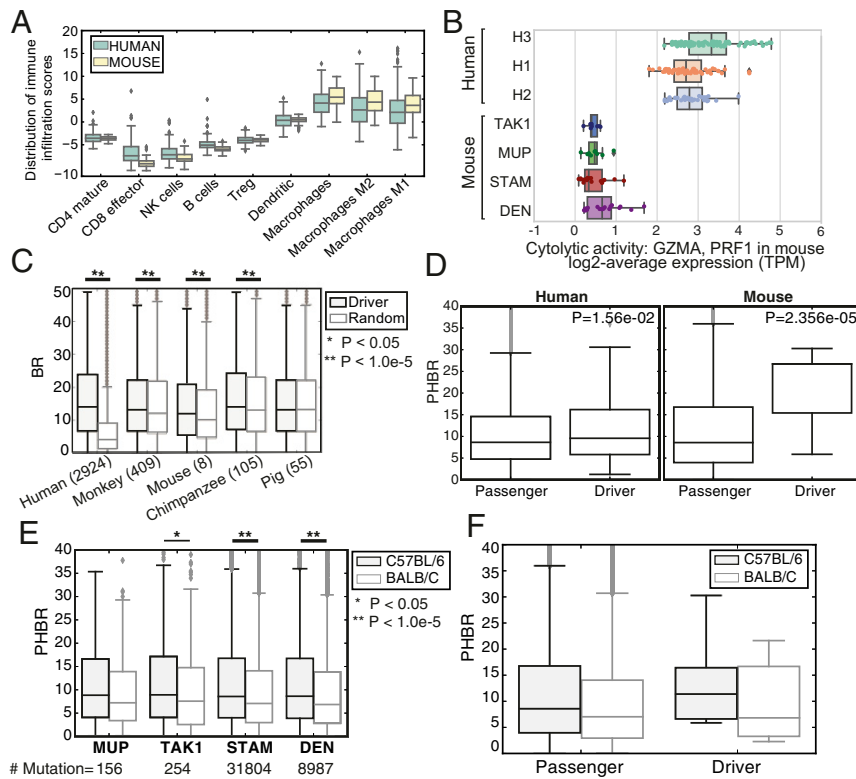 A
Distribution of immune
infiltration scores
20
15
10
5
0
−5
−10
HUMAN
MOUSE
CD4 mature
CD8 effector
NK cells
B cells
Treg
Dendritic
Macrophages
Macrophages M2
Macrophages M1
B
Human
H3
H1
H2
Mouse
TAK1
MUP
STAM
DEN
-1 0 1 2 3 4 5 6
Cytolytic activity: GZMA, PRF1 in mouse
log2-average expression (TPM)
C
BR
50
40
30
20
10
0
** ** ** **
Driver
Random
* P < 0.05
** P < 1.0e-5
Human (2924)
Monkey (409)
Mouse (8)
Chimpanzee (105)
Pig (55)
D
Human Mouse
P=1.56e-02 P=2.356e-05
PHBR
40
35
30
25
20
15
10
5
0
Passenger Driver Passenger Driver
E
PHBR
40
35
30
25
20
15
10
5
0
* ** **
C57BL/6
BALB/C
* P < 0.05
** P < 1.0e-5
MUP TAK1 STAM DEN
# Mutation= 156 254 31804 8987
F
40
35
30
25
20
15
10
5
0
C57BL/6
BALB/C
Passenger Driver